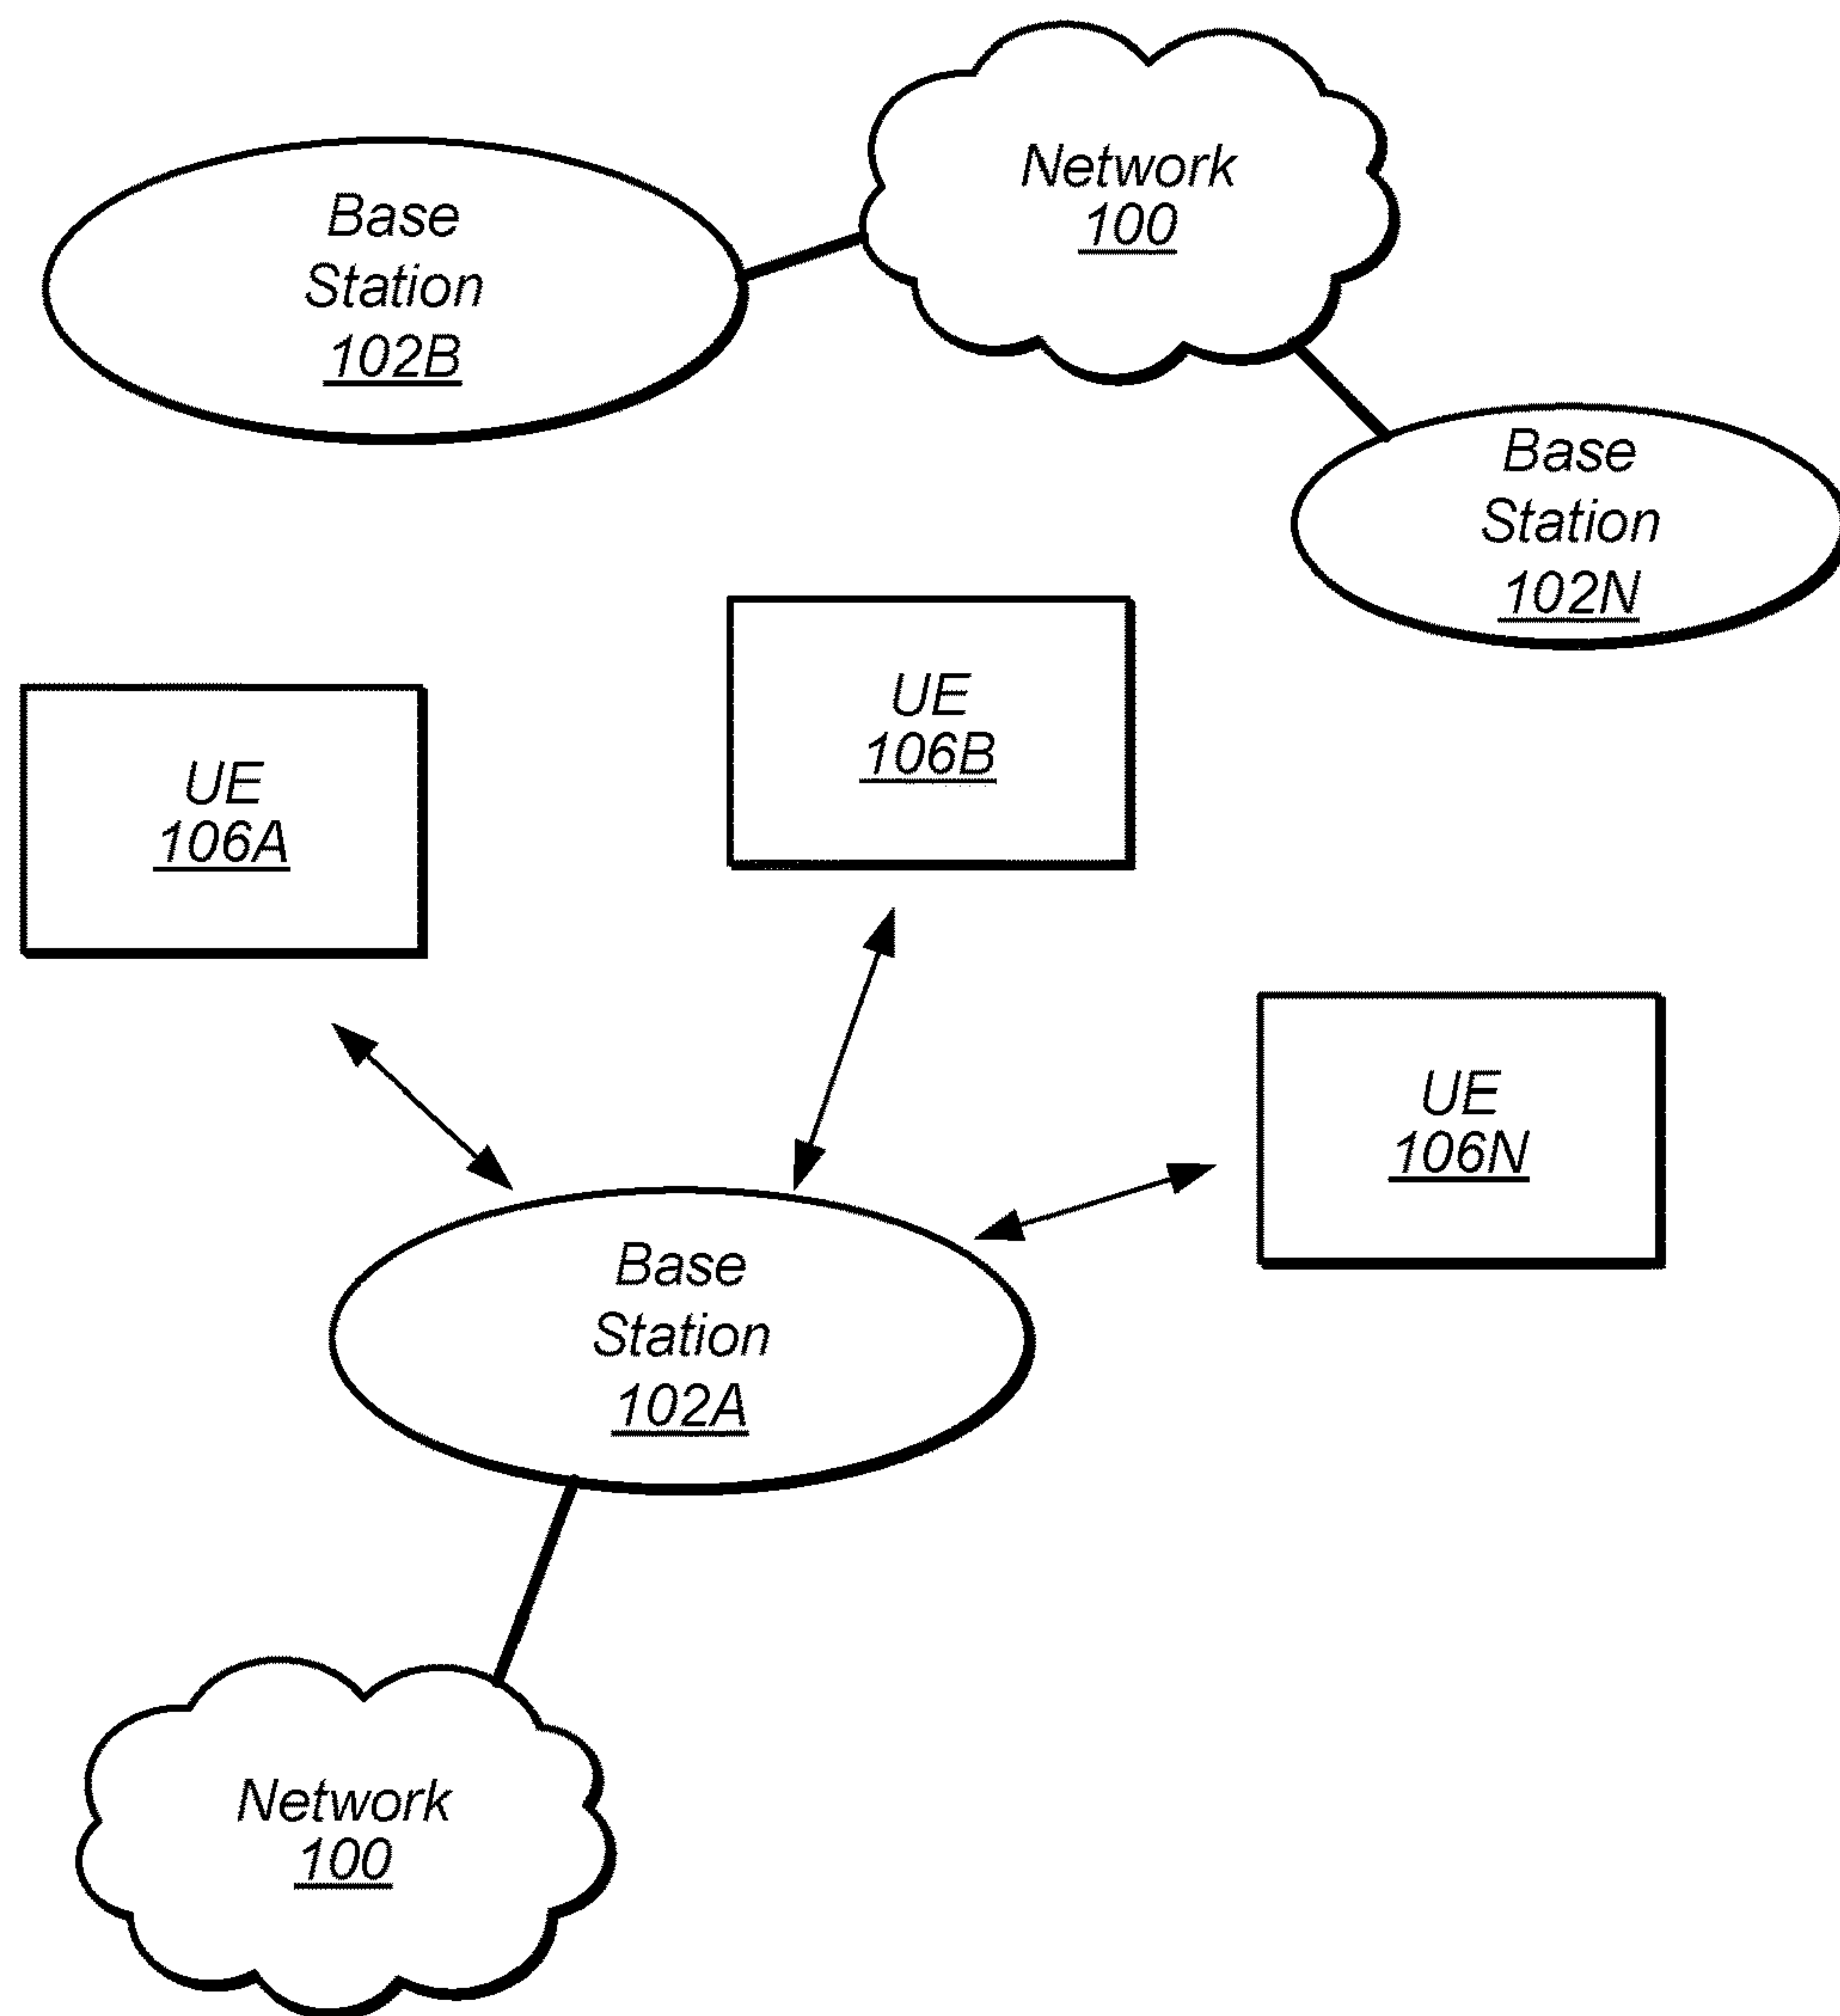 Network
100
Base
Station
102B
Base
Station
102N
UE
106B
UE
106A
UE
106N
Base
Station
102A
Network
100